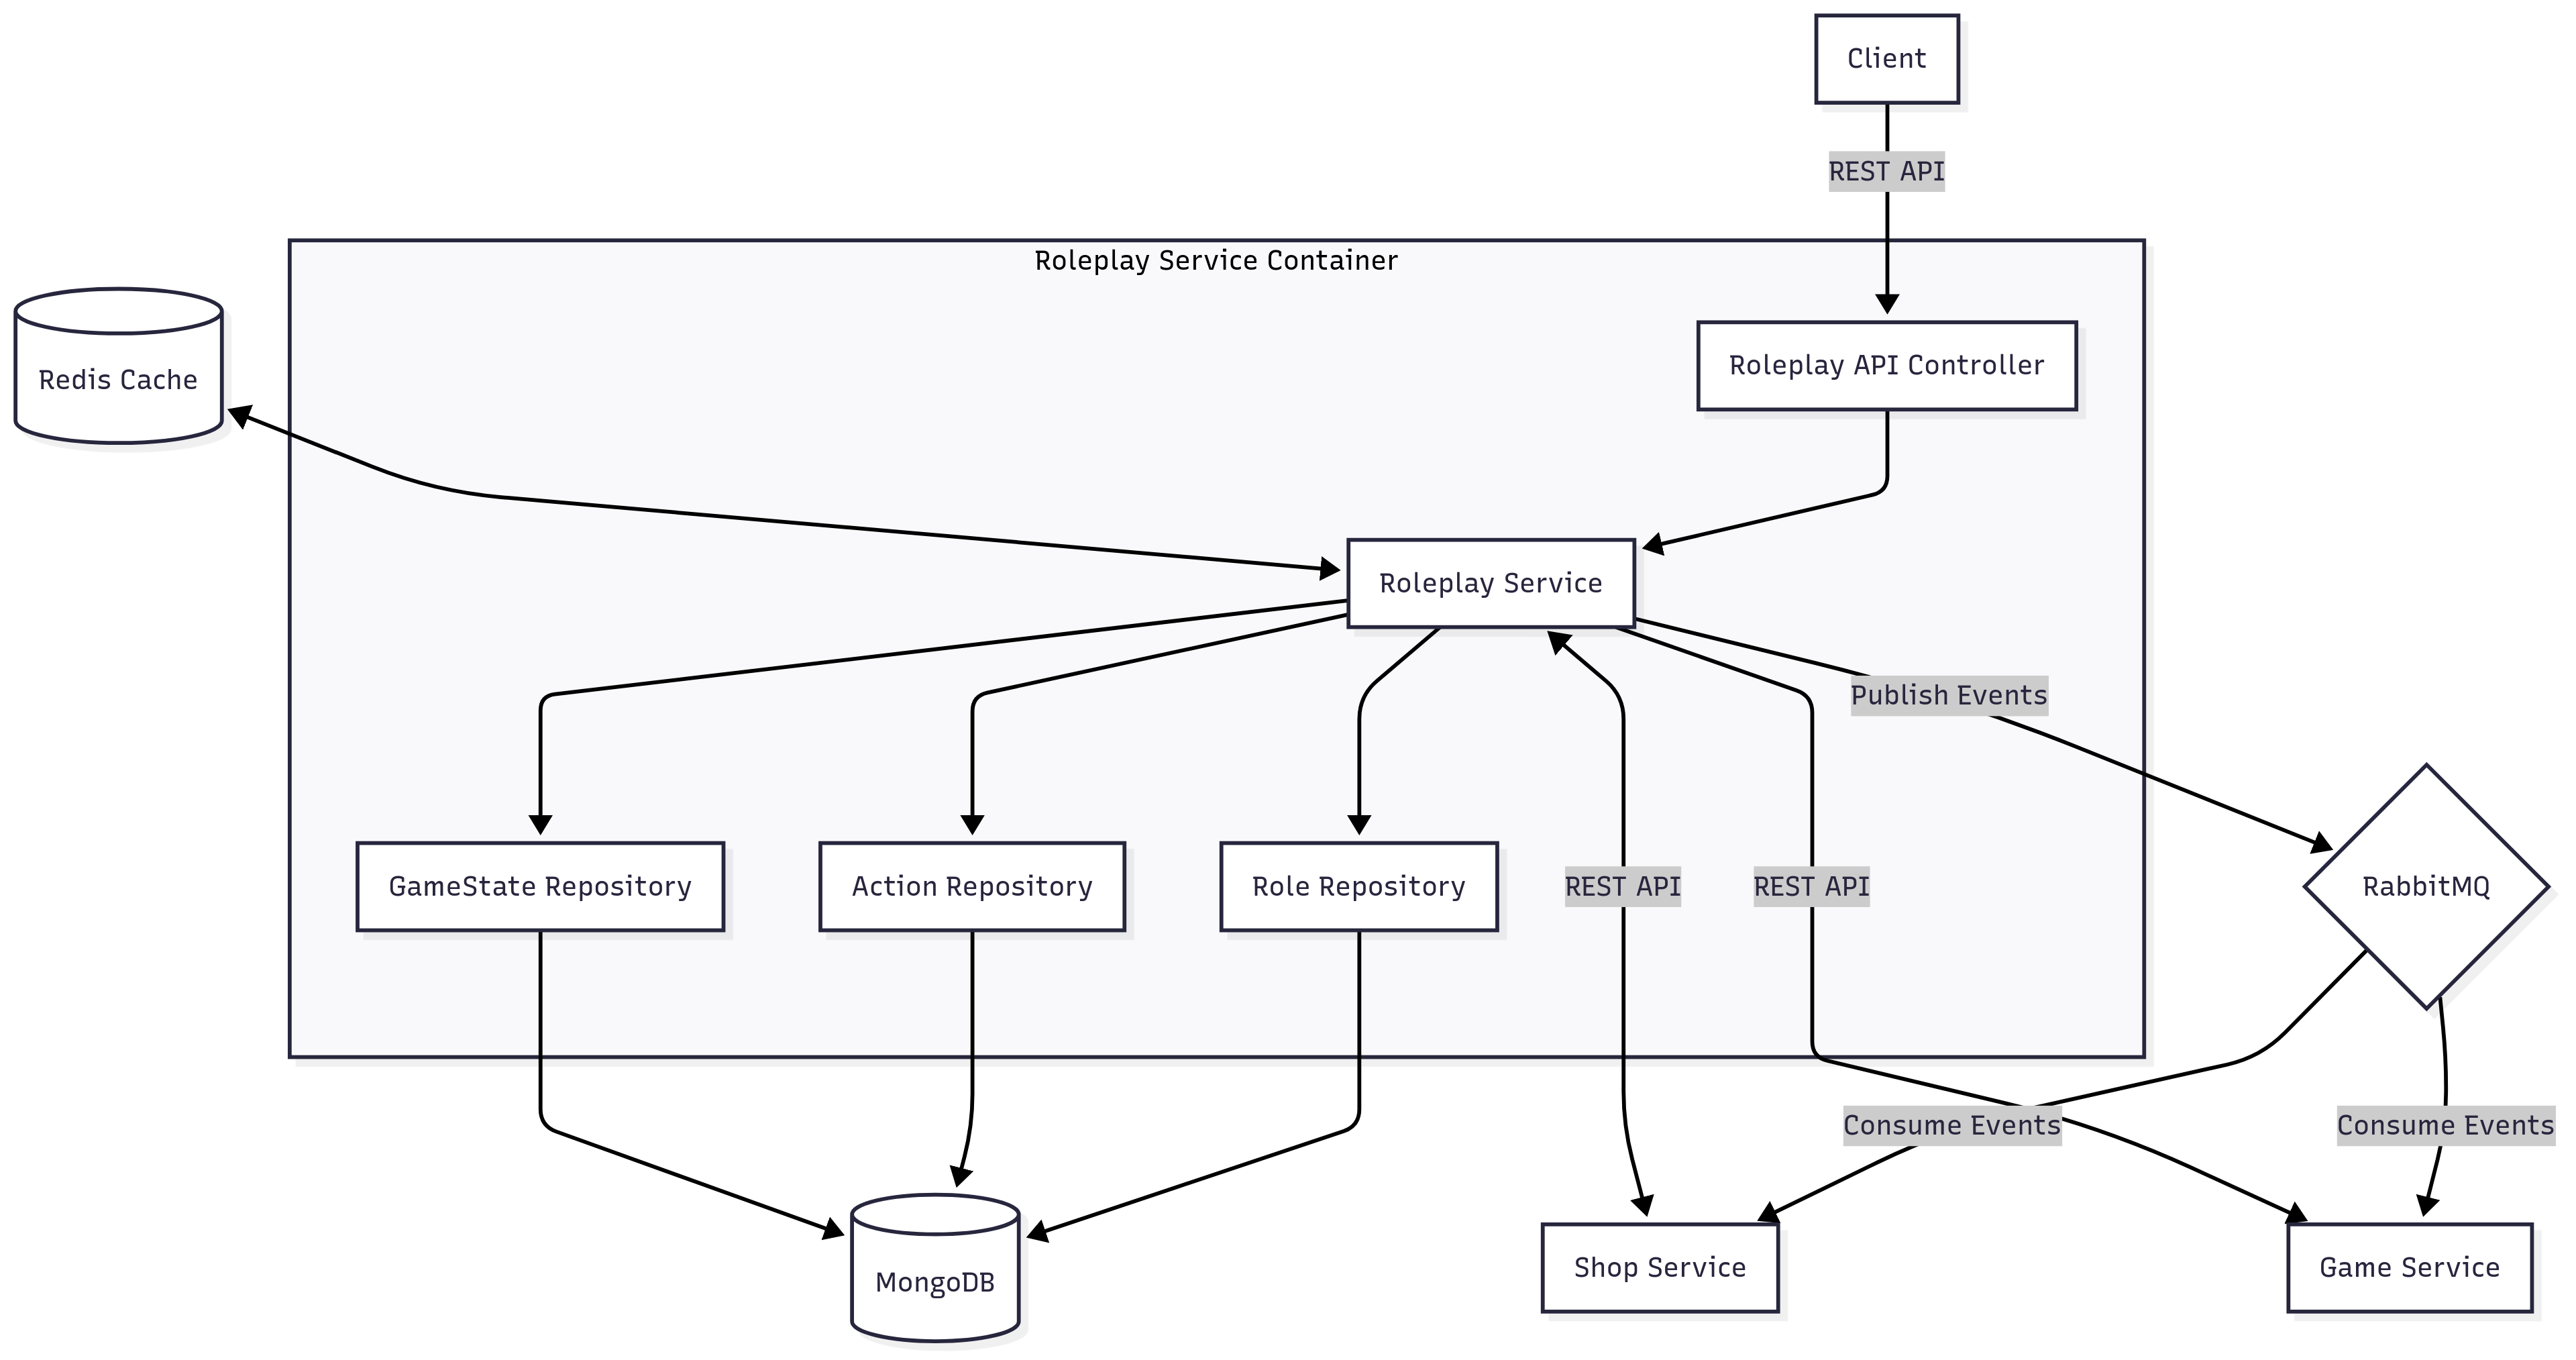 Client
REST API
Roleplay Service Container
Redis Cache
Roleplay API Controller
Roleplay Service
Publish Events
GameState Repository
Action Repository
Role Repository
REST API
REST API
RabbitMQ
Consume Events
Consume Events
MongoDB
Shop Service
Game Service